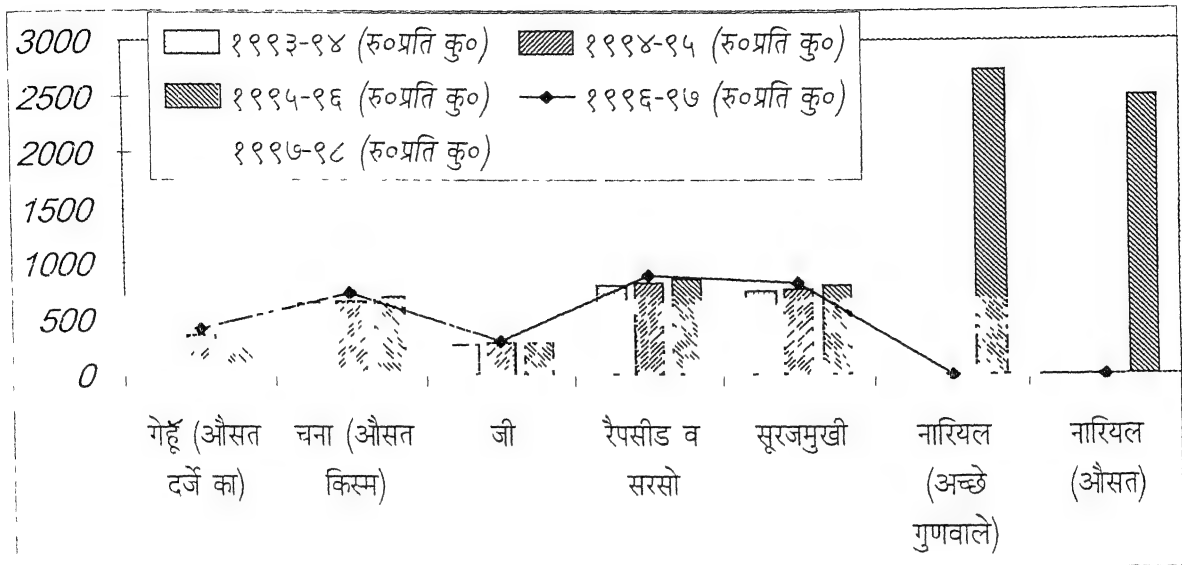 3000
2500
2000
1500
1000
500
0
१९९३-९४ (रु०प्रति कु०)
१९९४-९५ (रु०प्रति कु०)
१९९५-९६ (रु०प्रति कु०)
१९९६-९७ (रु०प्रति कु०)
१९९७-९८ (रु०प्रति कु०)
गेहूँ (औसत
दर्जे का)
चना (औसत
किस्म)
जी
रैपसीड व
सरसो
सूरजमुखी
नारियल
(अच्छे
गुणवाले)
नारियल
(औसत)